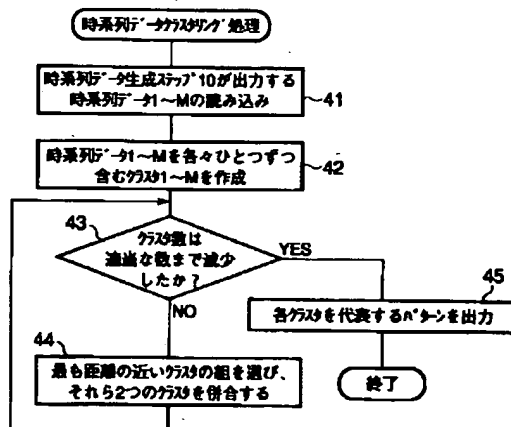 時系列データクラスタリング処理
時系列データ生成ステップ10が出力する
時系列データ1~Mの読み込み
41
時系列データ1~Mを各々ひとつずつ
含むクラスタ1~Mを作成
42
43
クラスタ数は
適当な数まで減少
したか?
YES
NO
45
各クラスタを代表するパターンを出力
44
最も距離の近いクラスタの組を選び、
それら2つのクラスタを併合する
終了